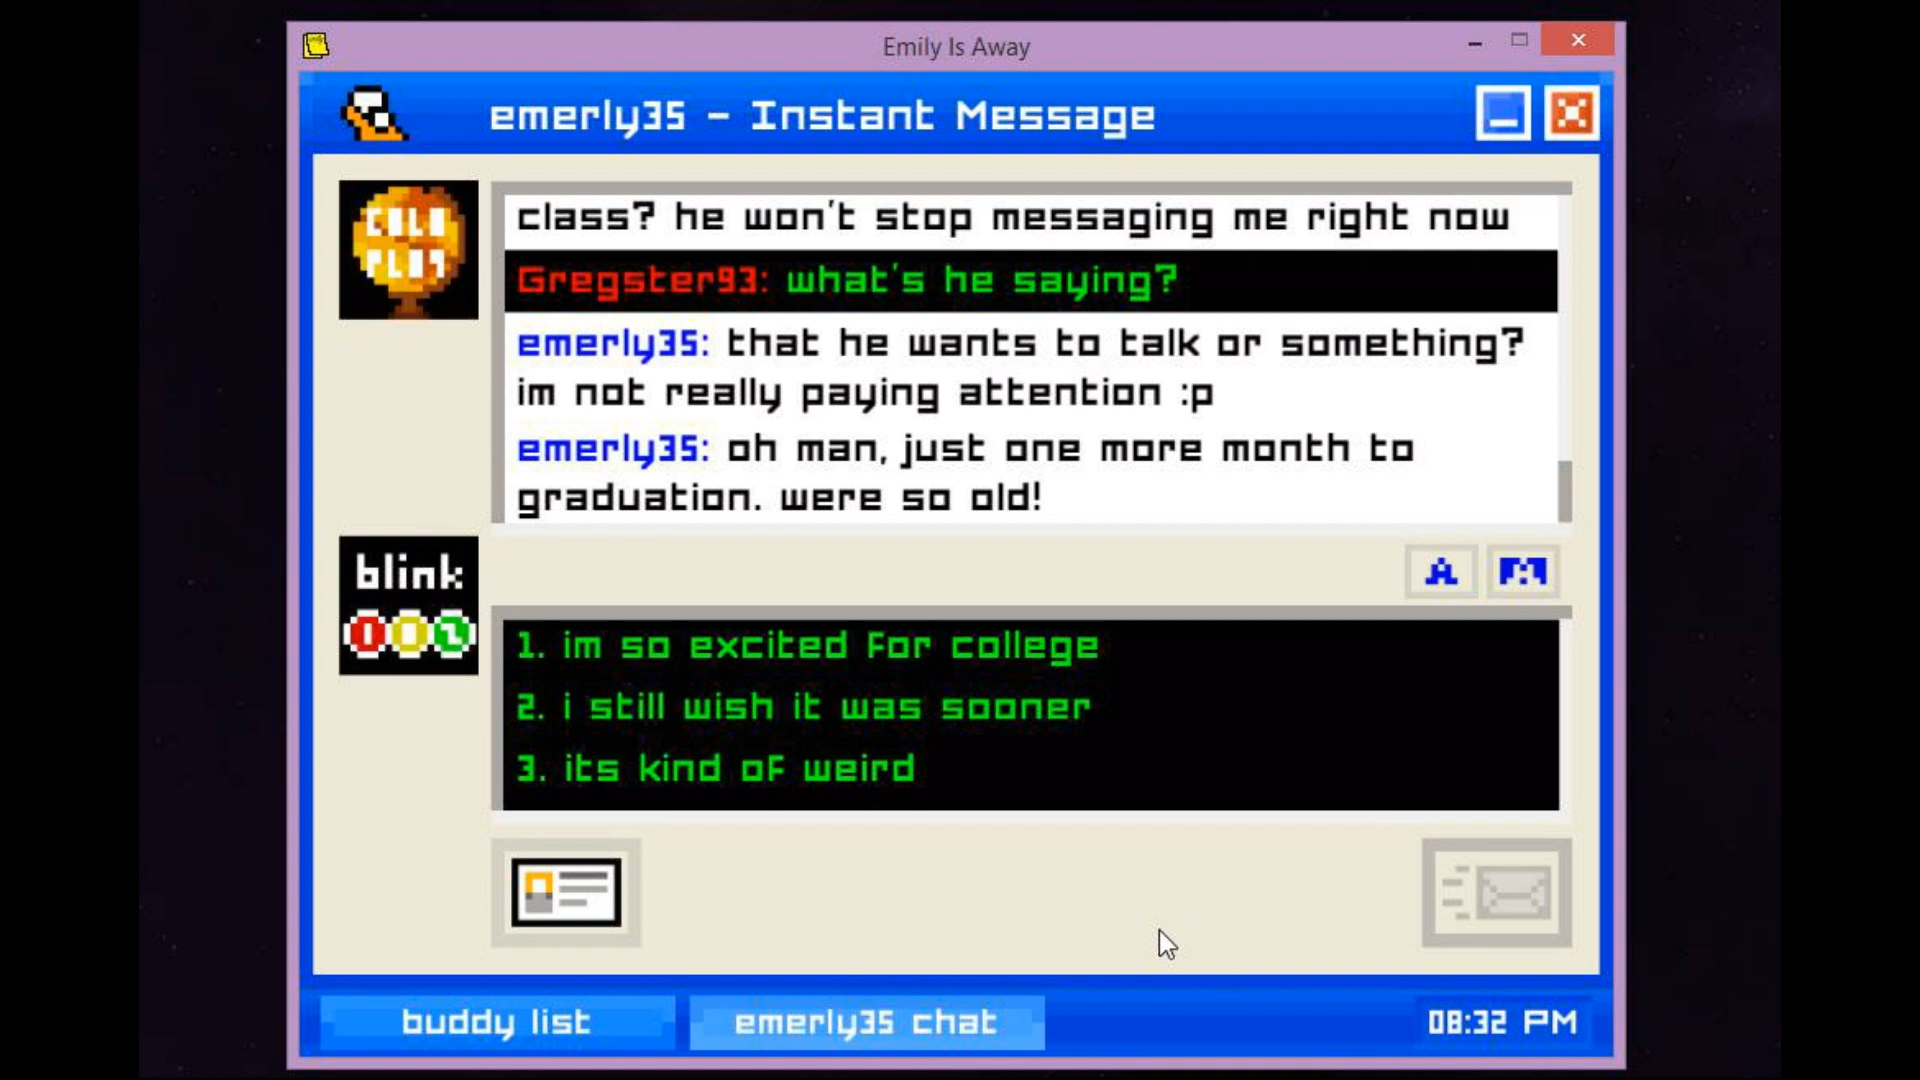 Emily Is Away
emerly35 - Instant Message
COLD
PLAY
class? he won't stop messaging me right now
Gregster93: what's he saying?
emerly35: that he wants to talk or something?
im not really paying attention :p
emerly35: oh man, just one more month to
graduation. were so old!
A
blink
182
1. im so excited for college
2. i still wish it was sooner
3. its kind of weird
buddy list
emerly35 chat
08:32 PM